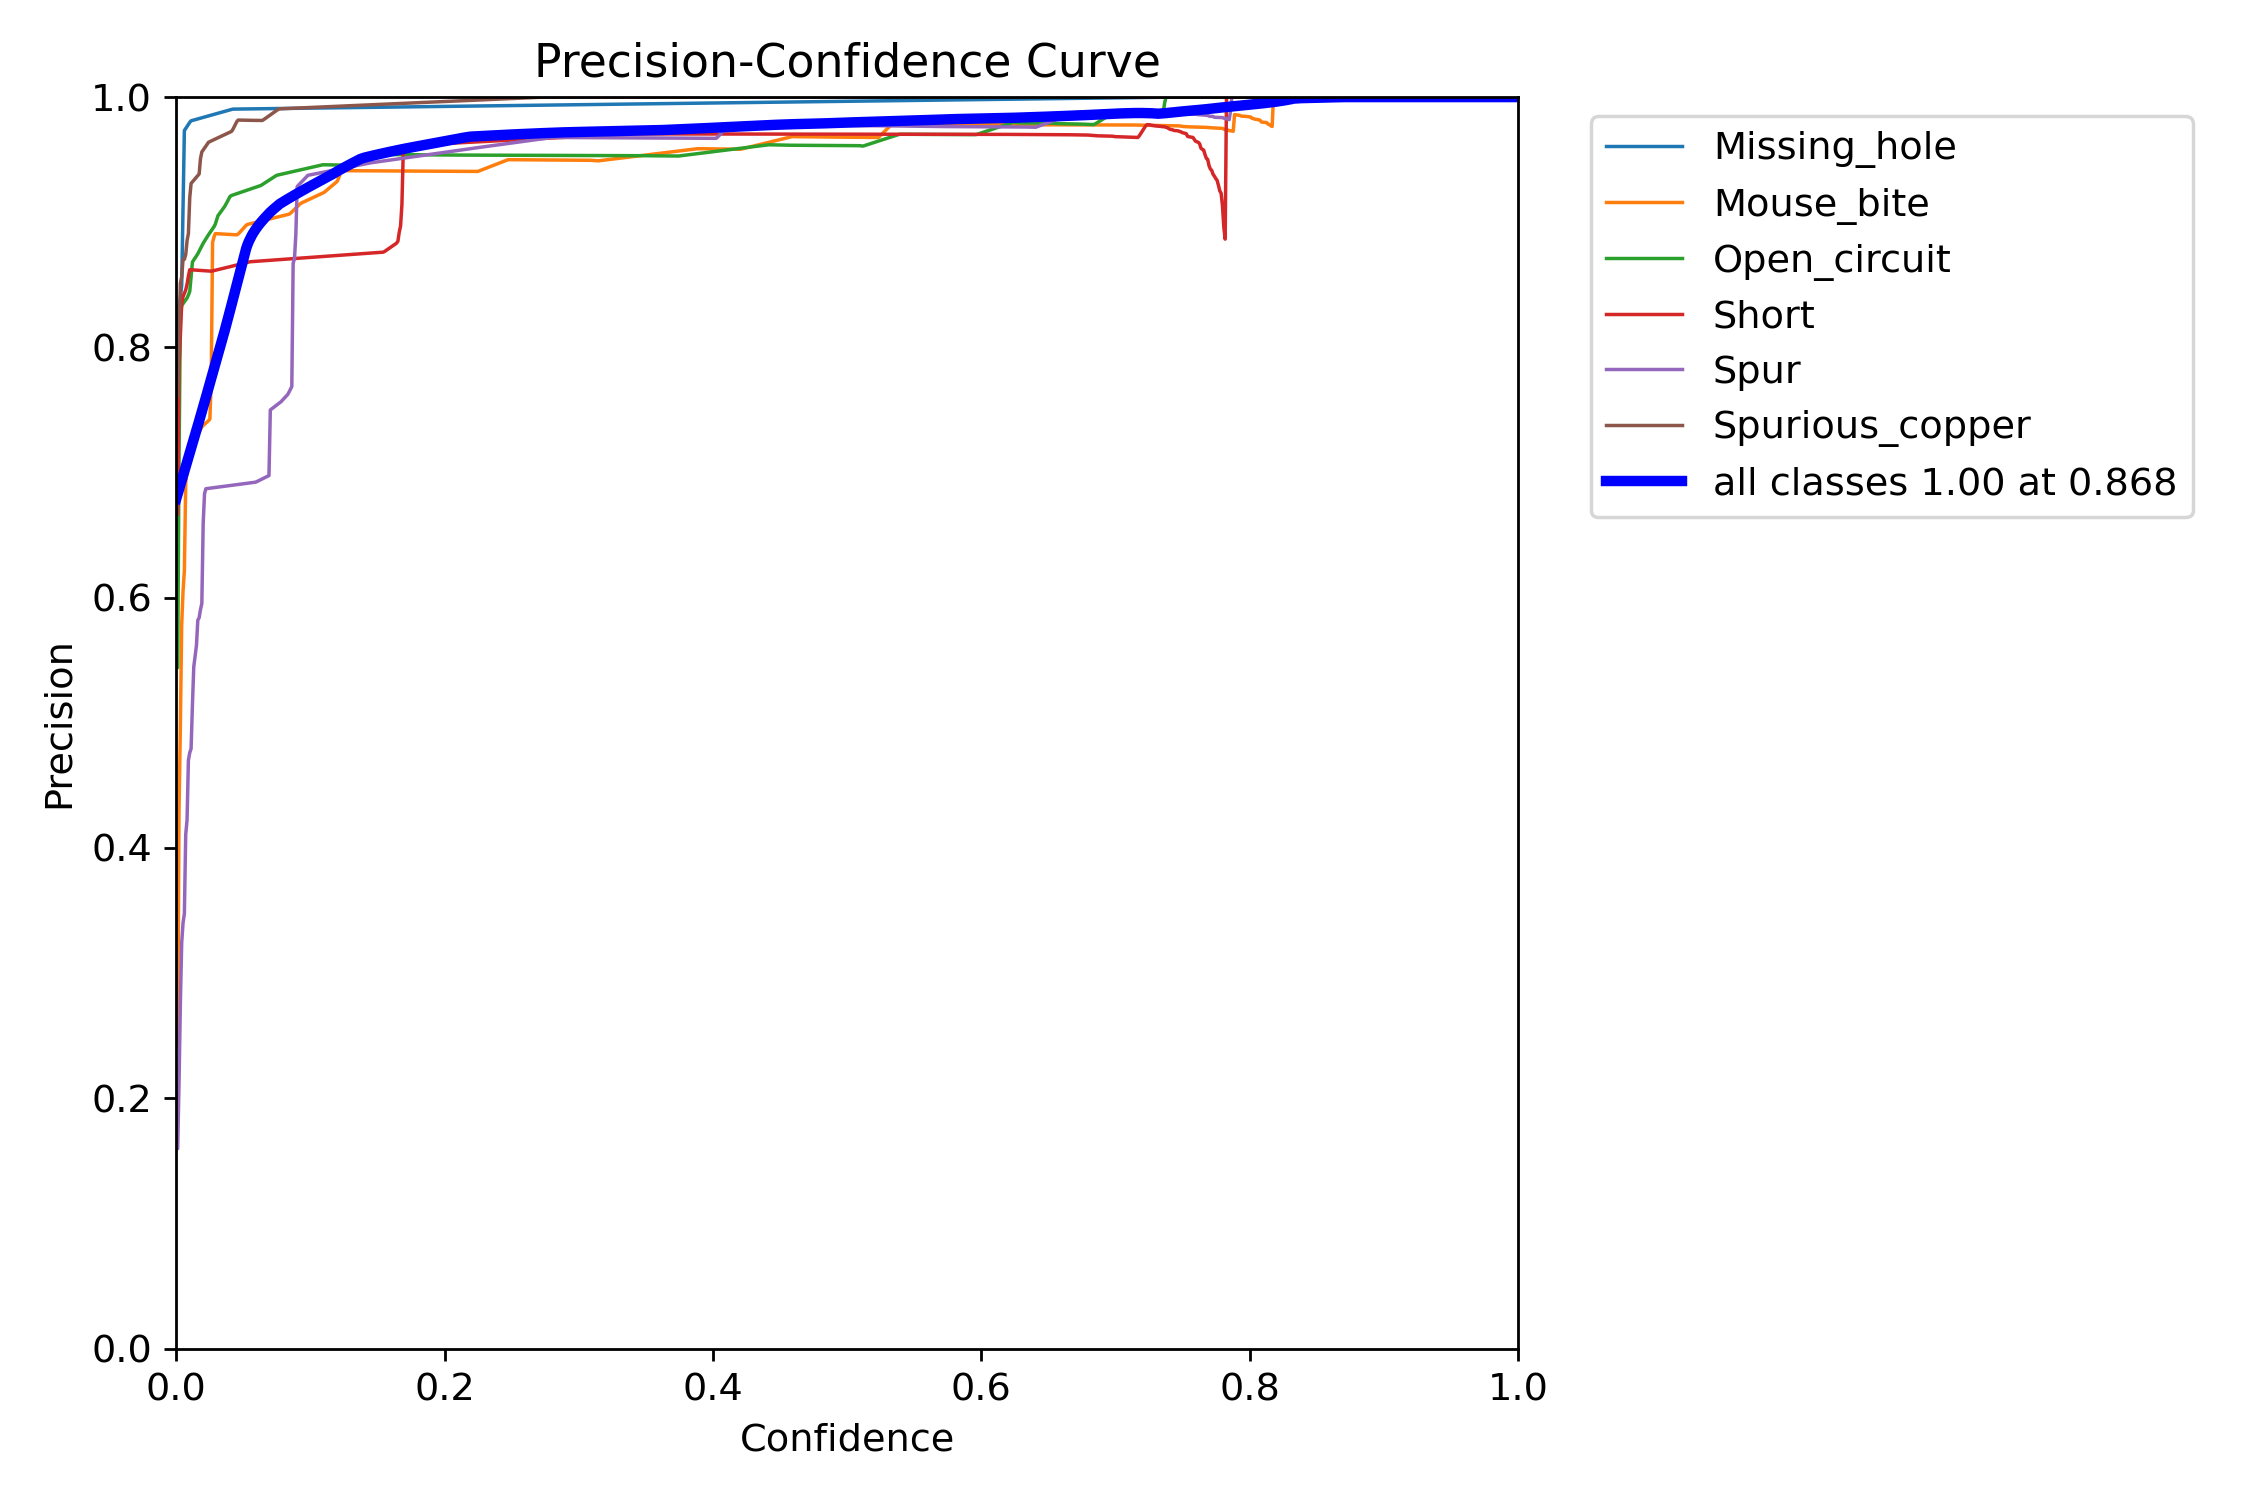 Precision-Confidence Curve
1.0
0.8
0.6
0.4
0.2
0.0
Precision
0.0 0.2 0.4 0.6 0.8 1.0
Confidence
Missing_hole
Mouse_bite
Open_circuit
Short
Spur
Spurious_copper
all classes 1.00 at 0.868